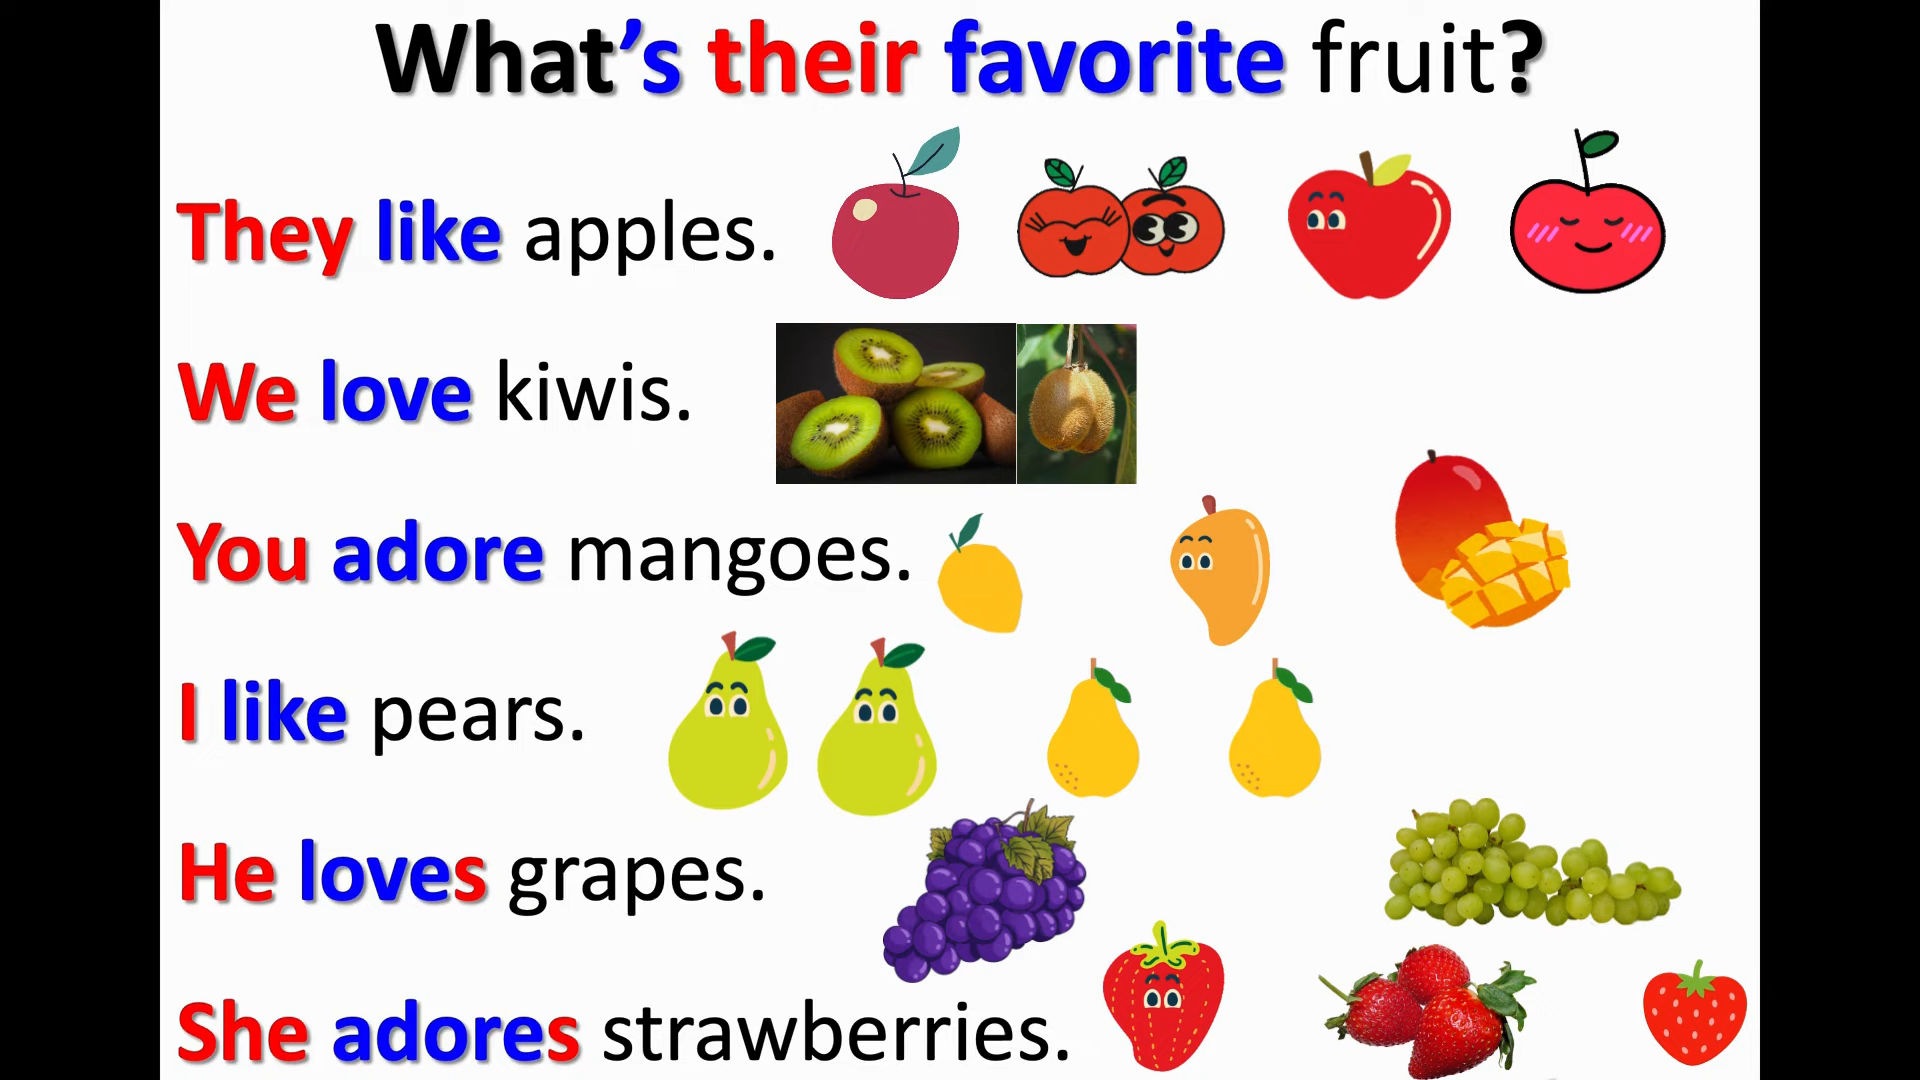 What's their favorite fruit?
They like apples.
We love kiwis.
You adore mangoes.
I like pears.
He loves grapes.
She adores strawberries.